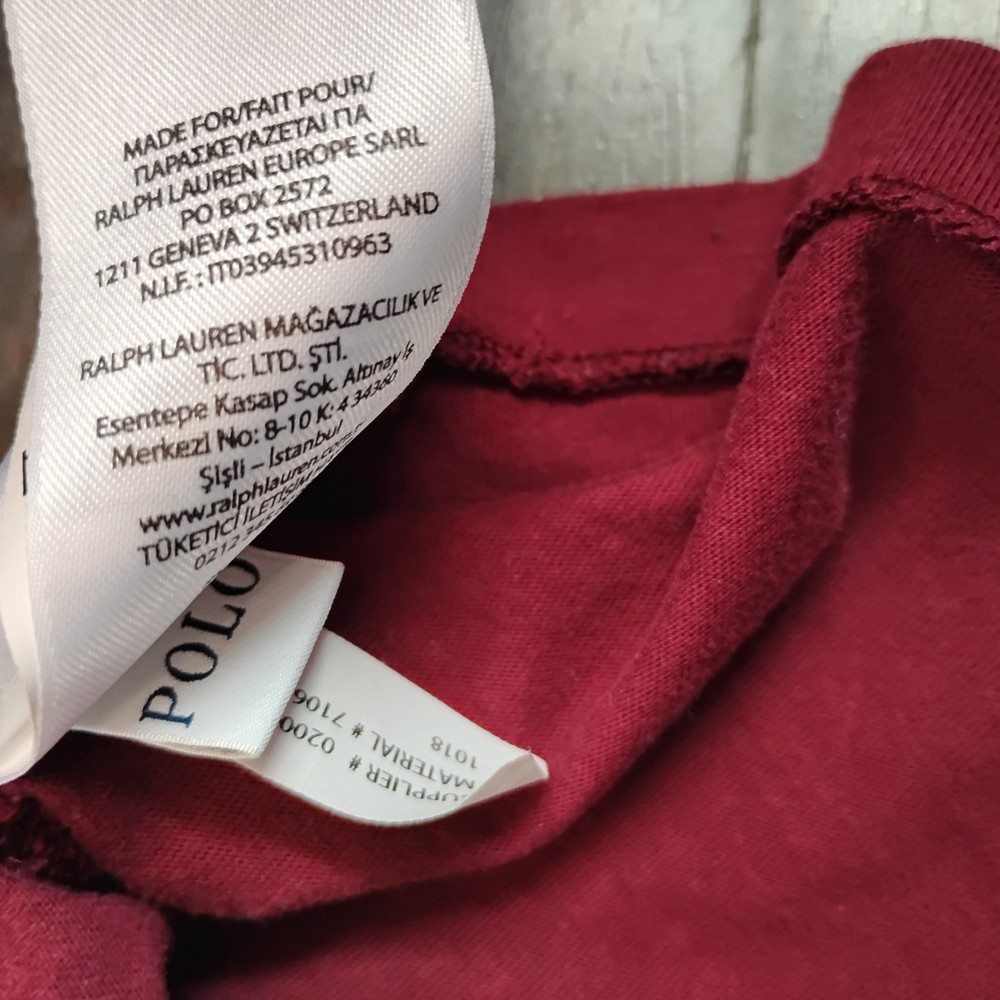 MADE FOR/FAIT POUR/
ΠΑΡΑΣΚΕΥΑΖΕΤΑΙ ΓΙΑ
RALPH LAUREN EUROPE SARL
PO BOX 2572
1211 GENEVA 2 SWITZERLAND
N.I.F. : IT03945310963
RALPH LAUREN MAĞAZACILIK VE
TİC. LTD. ŞTİ.
Esentepe Kasap Sok. Altınay İş
Merkezi No: 8-10 K: 4 34360
Şişli – İstanbul
www.ralphlauren.com.tr
TÜKETİCİ İLETİŞİM
0212
POLO
SUPPLIER # 0200
MATERIAL # 7106
1018